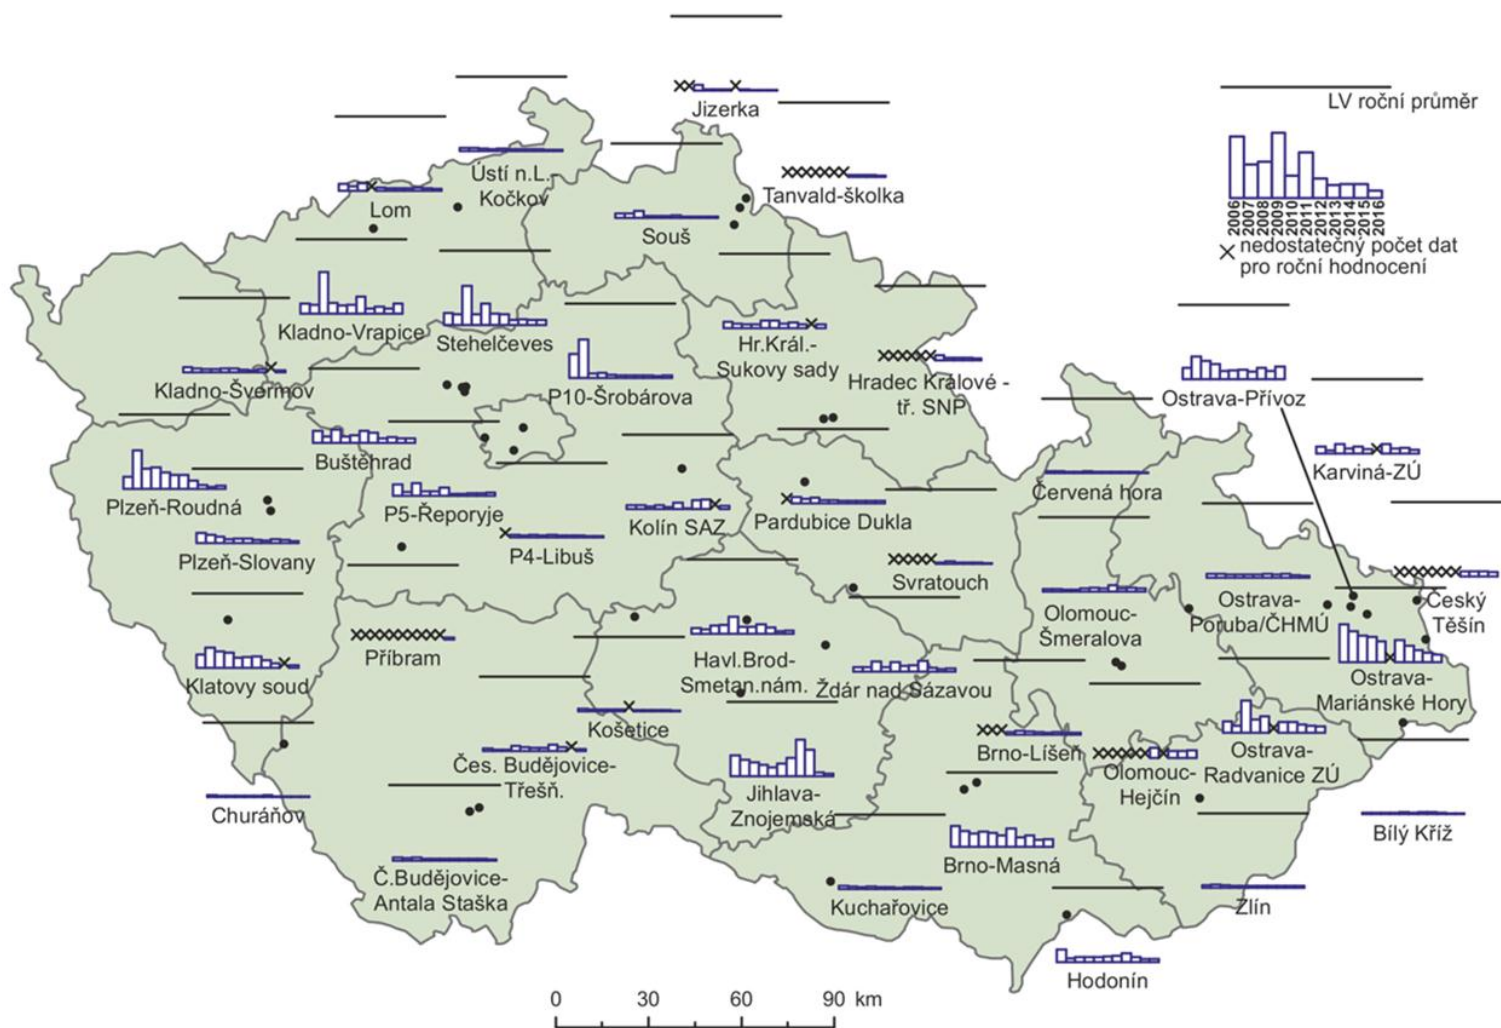 Jizerka
LV roční průměr
Ústí n.L.-
Kočkov
Tanvald-školka
Lom
Souš
2006
2007
2008
2009
2010
2011
2012
2013
2014
2015
2016
× nedostatečný počet dat
pro roční hodnocení
Kladno-Vrapice
Stehelčeves
Hr.Král.-
Sukovy sady
Kladno-Švermov
P10-Šrobárova
Hradec Králové -
tř. SNP
Ostrava-Přívoz
Buštěhrad
Karviná-ZÚ
Plzeň-Roudná
P5-Řeporyje
Kolín SAZ
Pardubice Dukla
Červená hora
Plzeň-Slovany
P4-Libuš
Svratouch
Olomouc-
Šmeralova
Ostrava-
Poruba/ČHMÚ
Český
Těšín
Příbram
Klatovy soud
Havl.Brod-
Smetan.nám.
Ždár nad Sázavou
Ostrava-
Mariánské Hory
Košetice
Čes. Budějovice-
Třešň.
Brno-Líšeň
Olomouc-
Hejčín
Ostrava-
Radvanice ZÚ
Churáňov
Jihlava-
Znojemská
Bílý Kříž
Brno-Masná
Č.Budějovice-
Antala Staška
Kuchařovice
Zlín
Hodonín
0 30 60 90 km